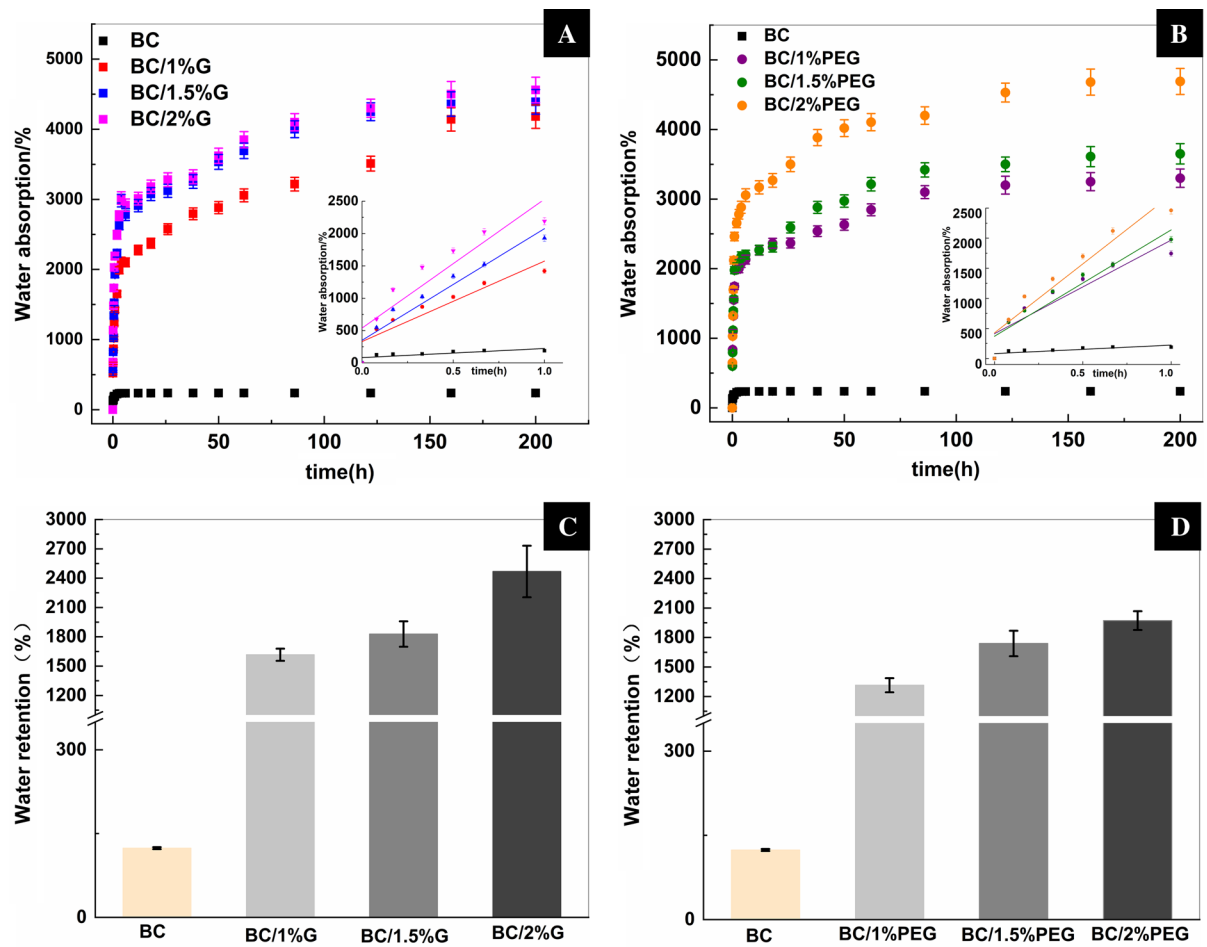 A
BC
BC/1%G
BC/1.5%G
BC/2%G
Water absorption/%
5000
4000
3000
2000
1000
0
0 50 100 150 200
time(h)
Water absorption/%
2500
2000
1500
1000
500
0
0.0 0.5 1.0
time(h)
B
BC
BC/1%PEG
BC/1.5%PEG
BC/2%PEG
Water absorption%
5000
4000
3000
2000
1000
0
0 50 100 150 200
time(h)
Water absorption/%
2500
2000
1500
1000
500
0
0.0 0.5 1.0
time(h)
C
Water retention（%）
3000
2700
2400
2100
1800
1500
1200
300
0
BC BC/1%G BC/1.5%G BC/2%G
D
Water retention（%）
3000
2700
2400
2100
1800
1500
1200
300
0
BC BC/1%PEG BC/1.5%PEG BC/2%PEG